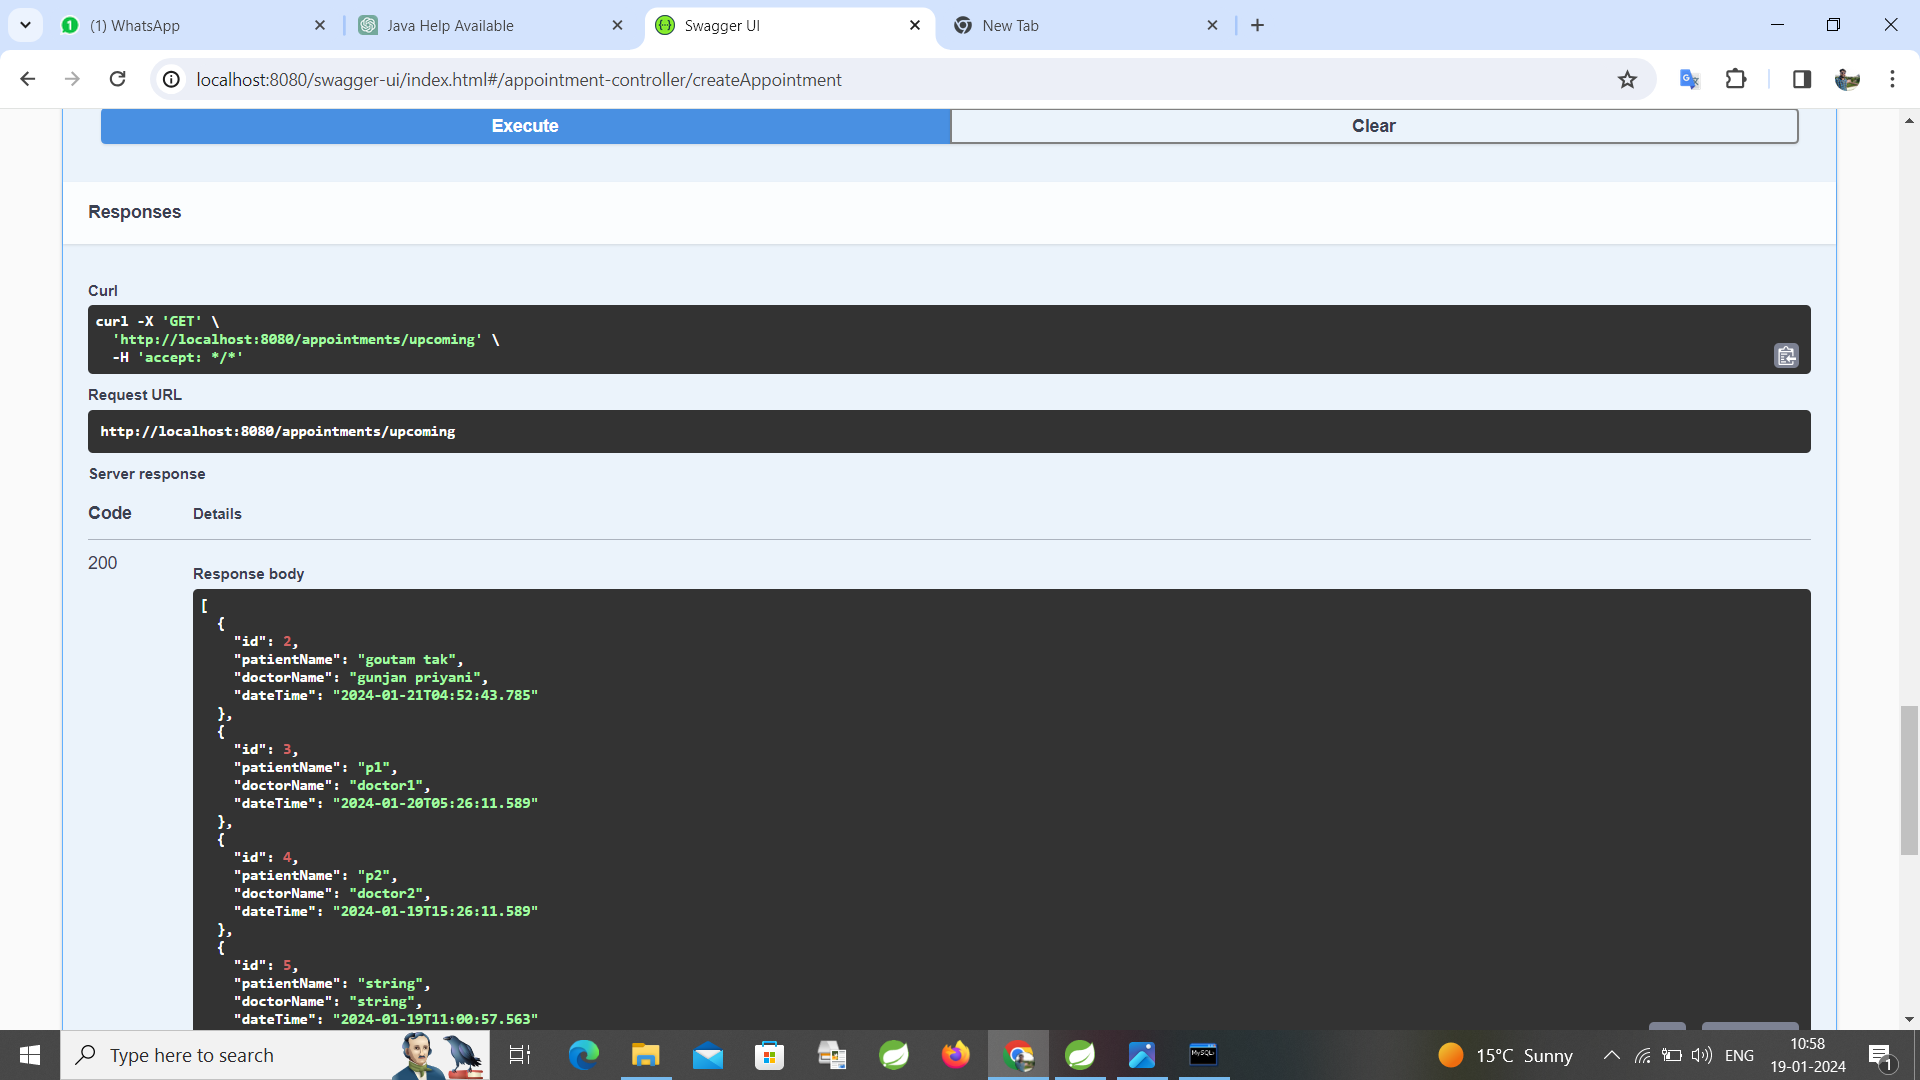 (1) WhatsApp
Java Help Available
Swagger UI
New Tab
localhost:8080/swagger-ui/index.html#/appointment-controller/createAppointment
Execute
Clear
Responses
Curl
curl -X 'GET' \
'http://localhost:8080/appointments/upcoming' \
-H 'accept: */*'
Request URL
http://localhost:8080/appointments/upcoming
Server response
Code Details
200
Response body
[
{
"id": 2,
"patientName": "goutam tak",
"doctorName": "gunjan priyani",
"dateTime": "2024-01-21T04:52:43.785"
},
{
"id": 3,
"patientName": "p1",
"doctorName": "doctor1",
"dateTime": "2024-01-20T05:26:11.589"
},
{
"id": 4,
"patientName": "p2",
"doctorName": "doctor2",
"dateTime": "2024-01-19T15:26:11.589"
},
{
"id": 5,
"patientName": "string",
"doctorName": "string",
"dateTime": "2024-01-19T11:00:57.563"
Type here to search
MySQL
15°C Sunny
ENG
10:58
19-01-2024
1